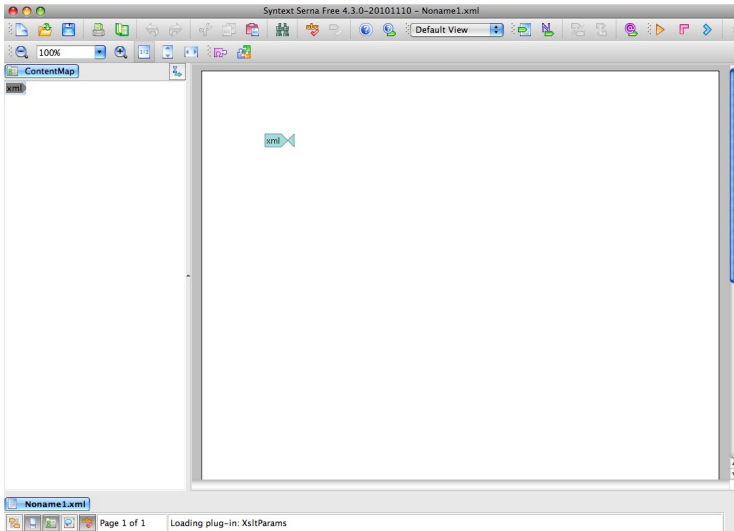 Syntext Serna Free 4.3.0-20101110 - Noname1.xml
Default View
100%
ContentMap
xml
xml
Noname1.xml
Page 1 of 1 Loading plug-in: XsltParams